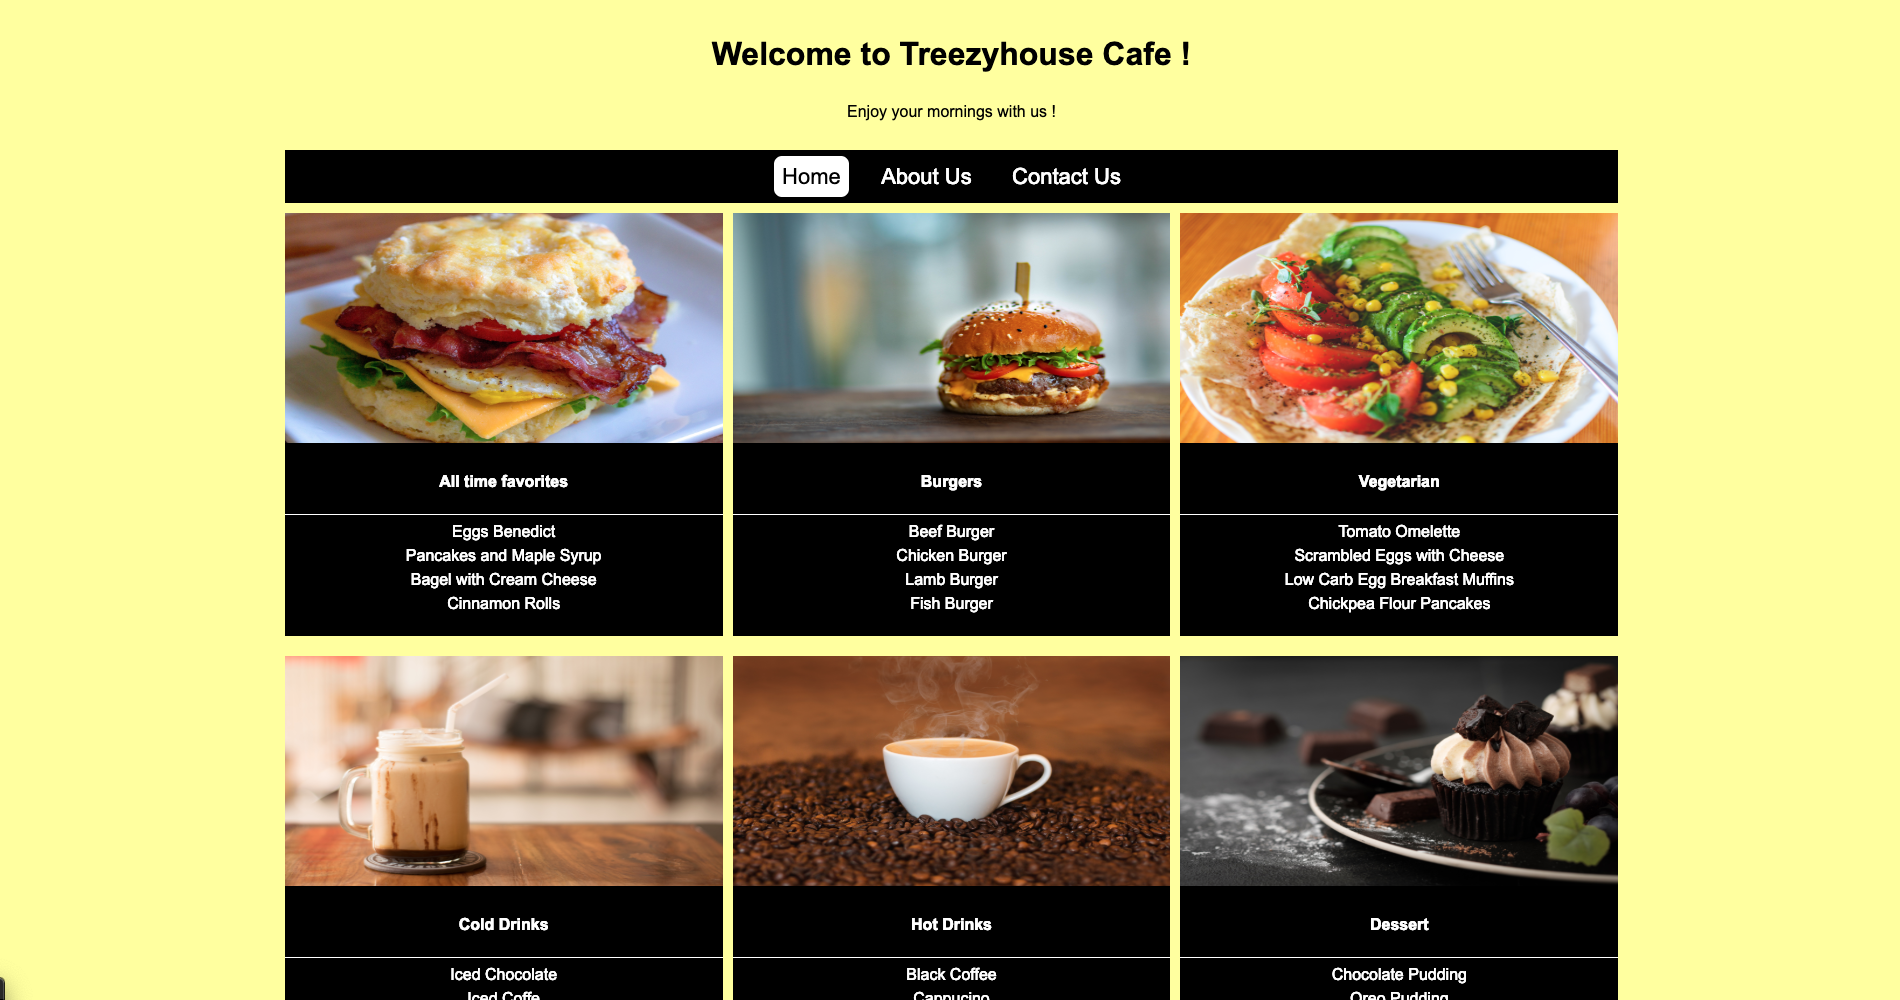 Welcome to Treezyhouse Cafe !
Enjoy your mornings with us !
Home About Us Contact Us
All time favorites
Eggs Benedict
Pancakes and Maple Syrup
Bagel with Cream Cheese
Cinnamon Rolls
Burgers
Beef Burger
Chicken Burger
Lamb Burger
Fish Burger
Vegetarian
Tomato Omelette
Scrambled Eggs with Cheese
Low Carb Egg Breakfast Muffins
Chickpea Flour Pancakes
Cold Drinks
Iced Chocolate
Iced Coffe
Hot Drinks
Black Coffee
Cappucino
Dessert
Chocolate Pudding
Oreo Pudding